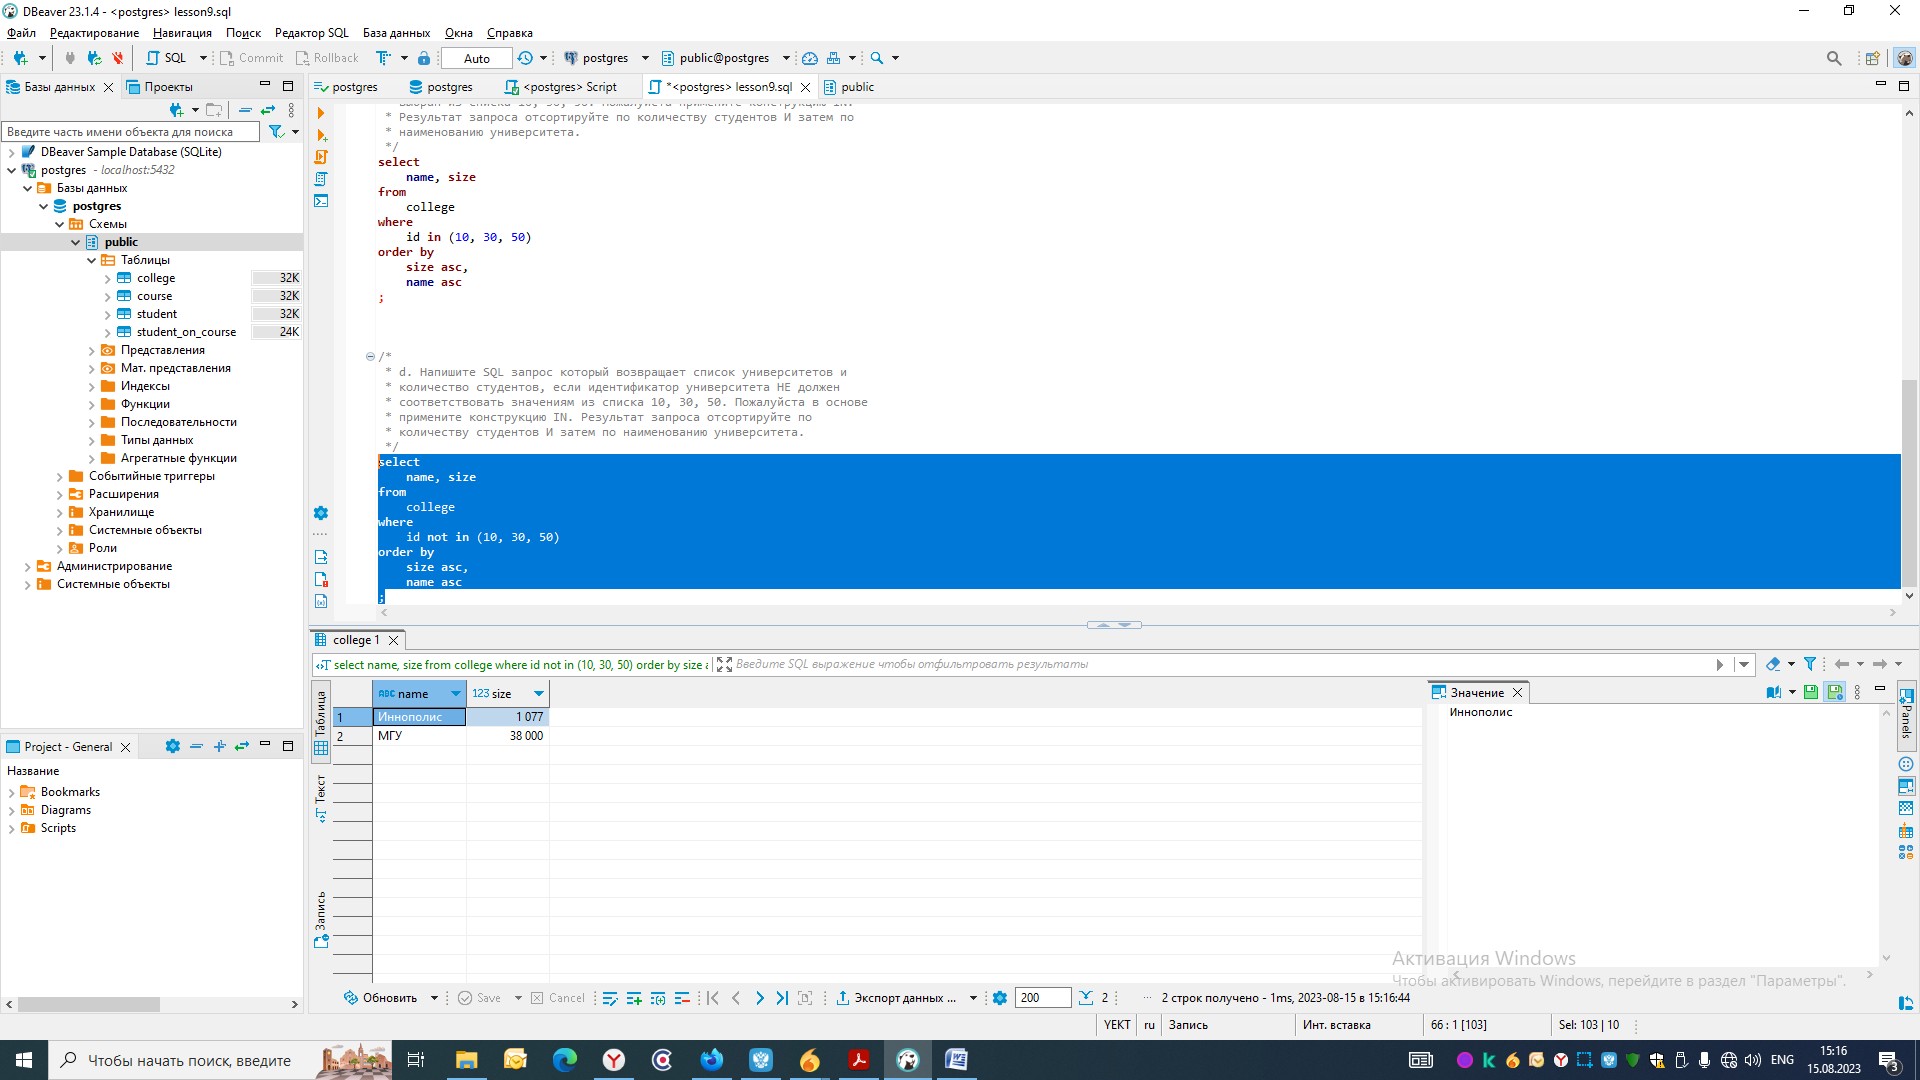 DBeaver 23.1.4 - <postgres> lesson9.sql
Файл Редактирование Навигация Поиск Редактор SQL База данных Окна Справка
SQL Commit Rollback Auto postgres public@postgres
Базы данных Проекты
postgres postgres <postgres> Script *<postgres> lesson9.sql public
Введите часть имени объекта для поиска
DBeaver Sample Database (SQLite)
postgres - localhost:5432
Базы данных
postgres
Схемы
public
Таблицы
college 32K
course 32K
student 32K
student_on_course 24K
Представления
Мат. представления
Индексы
Функции
Последовательности
Типы данных
Агрегатные функции
Событийные триггеры
Расширения
Хранилище
Системные объекты
Роли
Администрирование
Системные объекты
Project - General
Название
Bookmarks
Diagrams
Scripts
* Результат запроса отсортируйте по количеству студентов И затем по
* наименованию университета.
*/
select
name, size
from
college
where
id in (10, 30, 50)
order by
size asc,
name asc
;
/*
* d. Напишите SQL запрос который возвращает список университетов и
* количество студентов, если идентификатор университета НЕ должен
* соответствовать значениям из списка 10, 30, 50. Пожалуйста в основе
* примените конструкцию IN. Результат запроса отсортируйте по
* количеству студентов И затем по наименованию университета.
*/
select
name, size
from
college
where
id not in (10, 30, 50)
order by
size asc,
name asc
;
college 1
select name, size from college where id not in (10, 30, 50) order by size a
Введите SQL выражение чтобы отфильтровать результаты
Таблица
Текст
Запись
ABC name 123 size
1 Иннополис 1 077
2 МГУ 38 000
Значение
Иннополис
Panels
Активация Windows
Чтобы активировать Windows, перейдите в раздел "Параметры".
Обновить Save Cancel Экспорт данных ... 200 2 ... 2 строк получено - 1ms, 2023-08-15 в 15:16:44
YEKT ru Запись Инт. вставка 66 : 1 [103] Sel: 103 | 10
Чтобы начать поиск, введите
ENG
15:16
15.08.2023
3